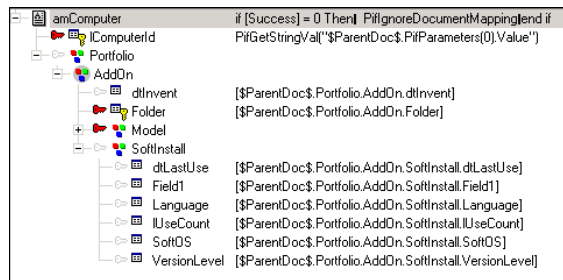 amComputer if [Success] = 0 Then| PifIgnoreDocumentMapping|end if
lComputerId PifGetStringVal("$ParentDoc$.PifParameters(0).Value")
Portfolio
AddOn
dtInvent [$ParentDoc$.Portfolio.AddOn.dtInvent]
Folder [$ParentDoc$.Portfolio.AddOn.Folder]
Model
SoftInstall
dtLastUse [$ParentDoc$.Portfolio.AddOn.SoftInstall.dtLastUse]
Field1 [$ParentDoc$.Portfolio.AddOn.SoftInstall.Field1]
Language [$ParentDoc$.Portfolio.AddOn.SoftInstall.Language]
lUseCount [$ParentDoc$.Portfolio.AddOn.SoftInstall.lUseCount]
SoftOS [$ParentDoc$.Portfolio.AddOn.SoftInstall.SoftOS]
VersionLevel [$ParentDoc$.Portfolio.AddOn.SoftInstall.VersionLevel]